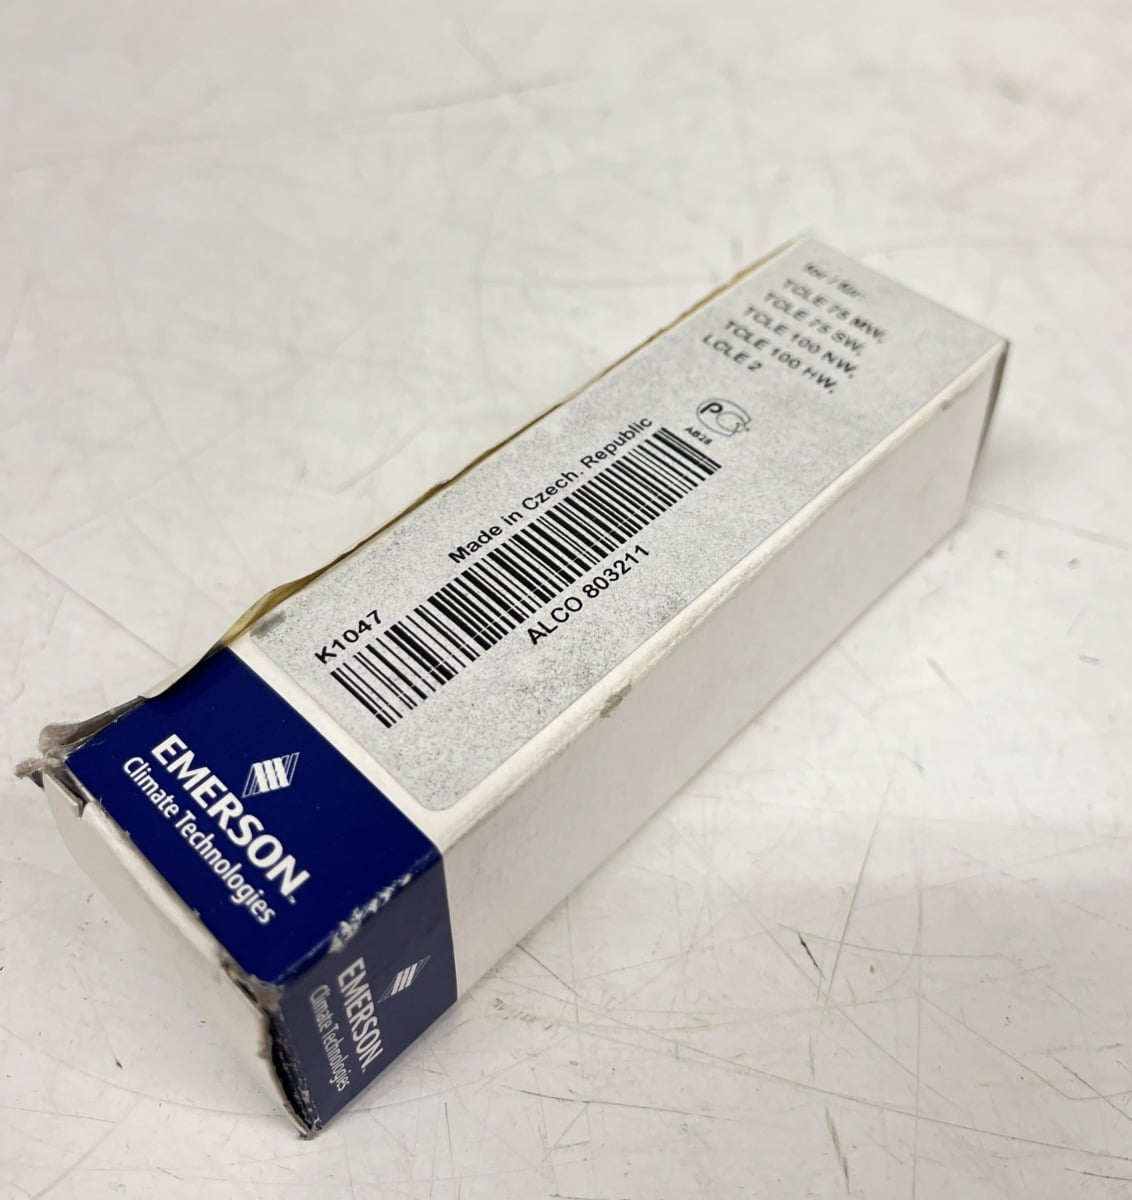 TCLE 75 MW,
TCLE 75 SW,
TCLE 100 NW,
TCLE 100 HW,
LCLE 2
AB28
Made in Czech. Republic
K1047
ALCO 803211
EMERSON
Climate Technologies
EMERSON
Climate Technologies